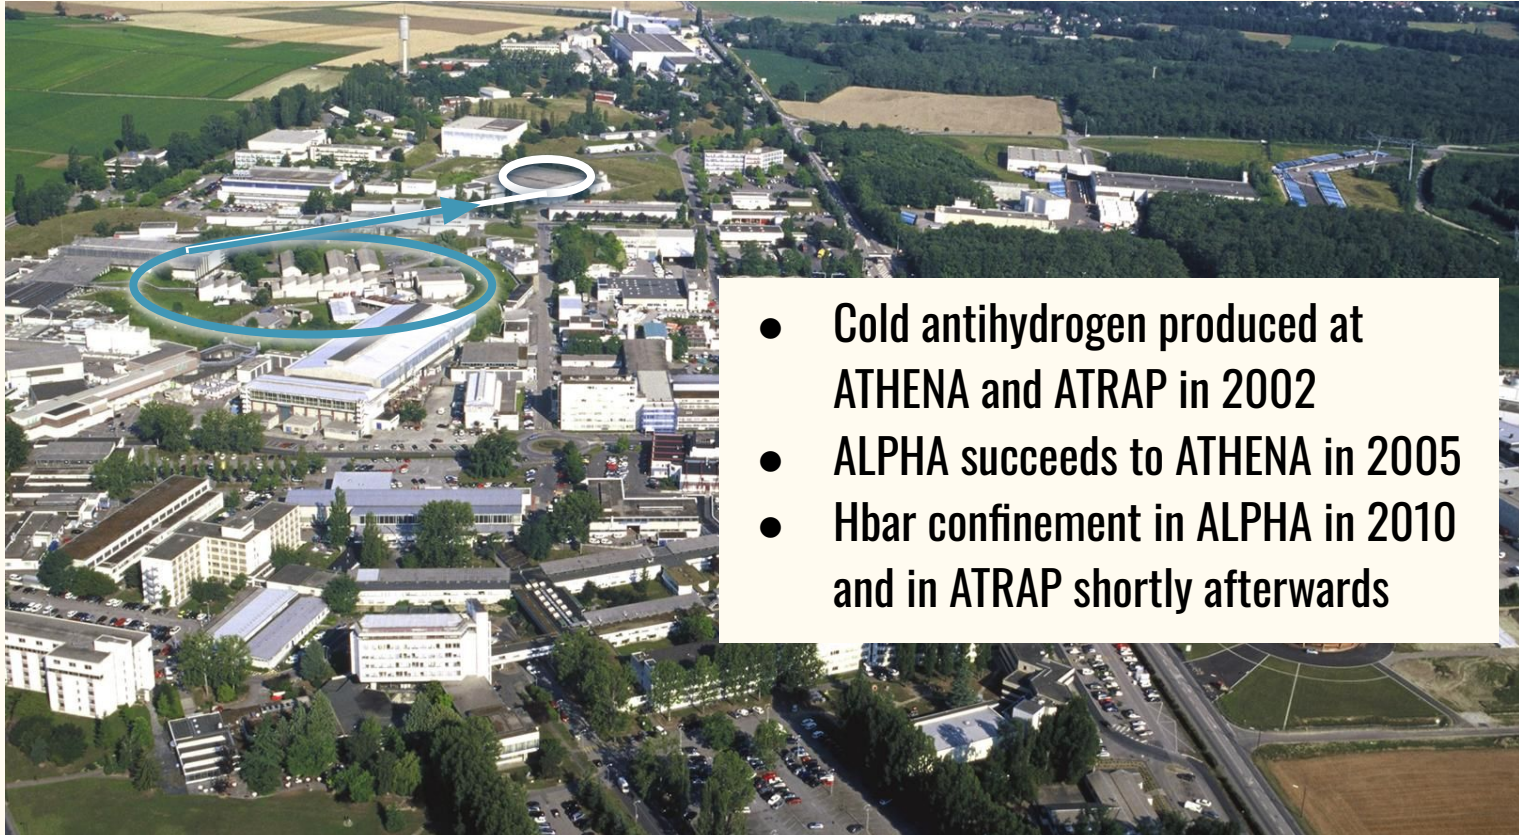 ● Cold antihydrogen produced at
ATHENA and ATRAP in 2002
● ALPHA succeeds to ATHENA in 2005
● Hbar confinement in ALPHA in 2010
and in ATRAP shortly afterwards